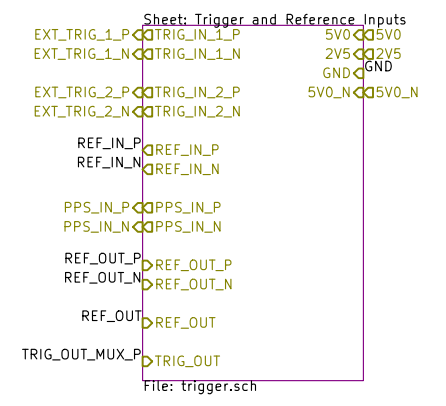 Sheet: Trigger and Reference Inputs
EXT_TRIG_1_P TRIG_IN_1_P 5V0 5V0
EXT_TRIG_1_N TRIG_IN_1_N 2V5 2V5
GND GND
EXT_TRIG_2_P TRIG_IN_2_P 5V0_N 5V0_N
EXT_TRIG_2_N TRIG_IN_2_N
REF_IN_P REF_IN_P
REF_IN_N REF_IN_N
PPS_IN_P PPS_IN_P
PPS_IN_N PPS_IN_N
REF_OUT_P REF_OUT_P
REF_OUT_N REF_OUT_N
REF_OUT REF_OUT
TRIG_OUT_MUX_P TRIG_OUT
File: trigger.sch